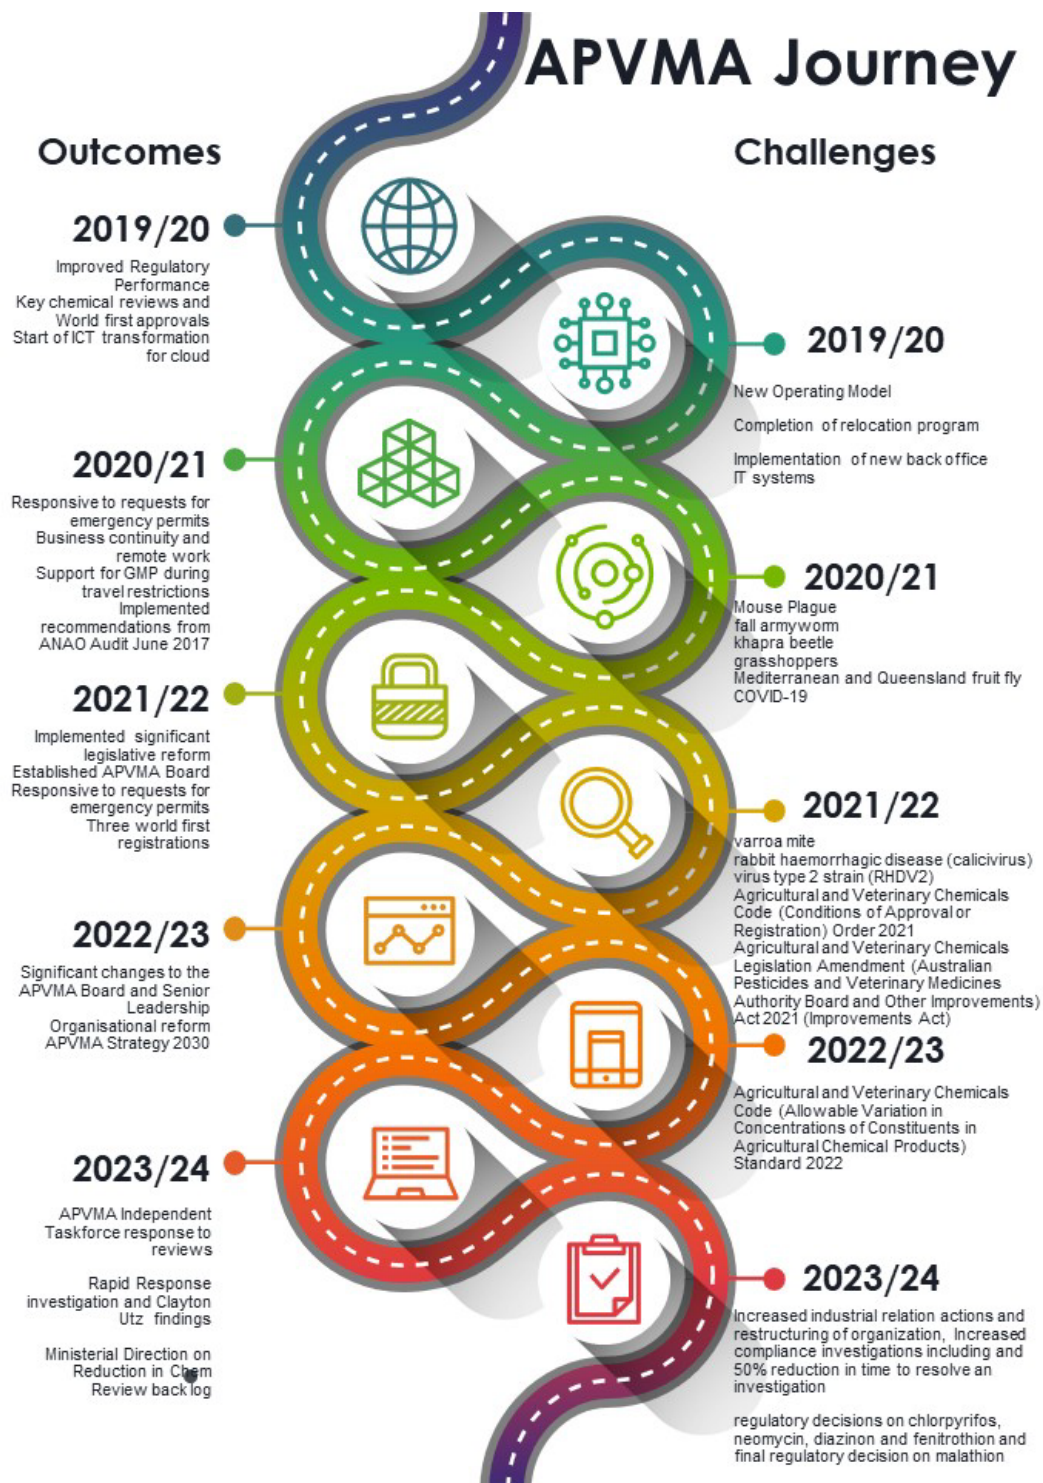 APVMA Journey
Outcomes
Challenges
2019/20
Improved Regulatory
Performance
Key chemical reviews and
World first approvals
Start of ICT transformation
for cloud
2019/20
New Operating Model
Completion of relocation program
Implementation of new back office
IT systems
2020/21
Responsive to requests for
emergency permits
Business continuity and
remote work
Support for GMP during
travel restrictions
Implemented
recommendations from
ANAO Audit June 2017
2020/21
Mouse Plague
fall armyworm
khapra beetle
grasshoppers
Mediterranean and Queensland fruit fly
COVID-19
2021/22
Implemented significant
legislative reform
Established APVMA Board
Responsive to requests for
emergency permits
Three world first
registrations
2021/22
varroa mite
rabbit haemorrhagic disease (calicivirus)
virus type 2 strain (RHDV2)
Agricultural and Veterinary Chemicals
Code (Conditions of Approval or
Registration) Order 2021
Agricultural and Veterinary Chemicals
Legislation Amendment (Australian
Pesticides and Veterinary Medicines
Authority Board and Other Improvements)
Act 2021 (Improvements Act)
2022/23
Significant changes to the
APVMA Board and Senior
Leadership
Organisational reform
APVMA Strategy 2030
2022/23
Agricultural and Veterinary Chemicals
Code (Allowable Variation in
Concentrations of Constituents in
Agricultural Chemical Products)
Standard 2022
2023/24
APVMA Independent
Taskforce response to
reviews
Rapid Response
investigation and Clayton
Utz findings
Ministerial Direction on
Reduction in Chem
Review backlog
2023/24
Increased industrial relation actions and
restructuring of organization, Increased
compliance investigations including and
50% reduction in time to resolve an
investigation
regulatory decisions on chlorpyrifos,
neomycin, diazinon and fenitrothion and
final regulatory decision on malathion